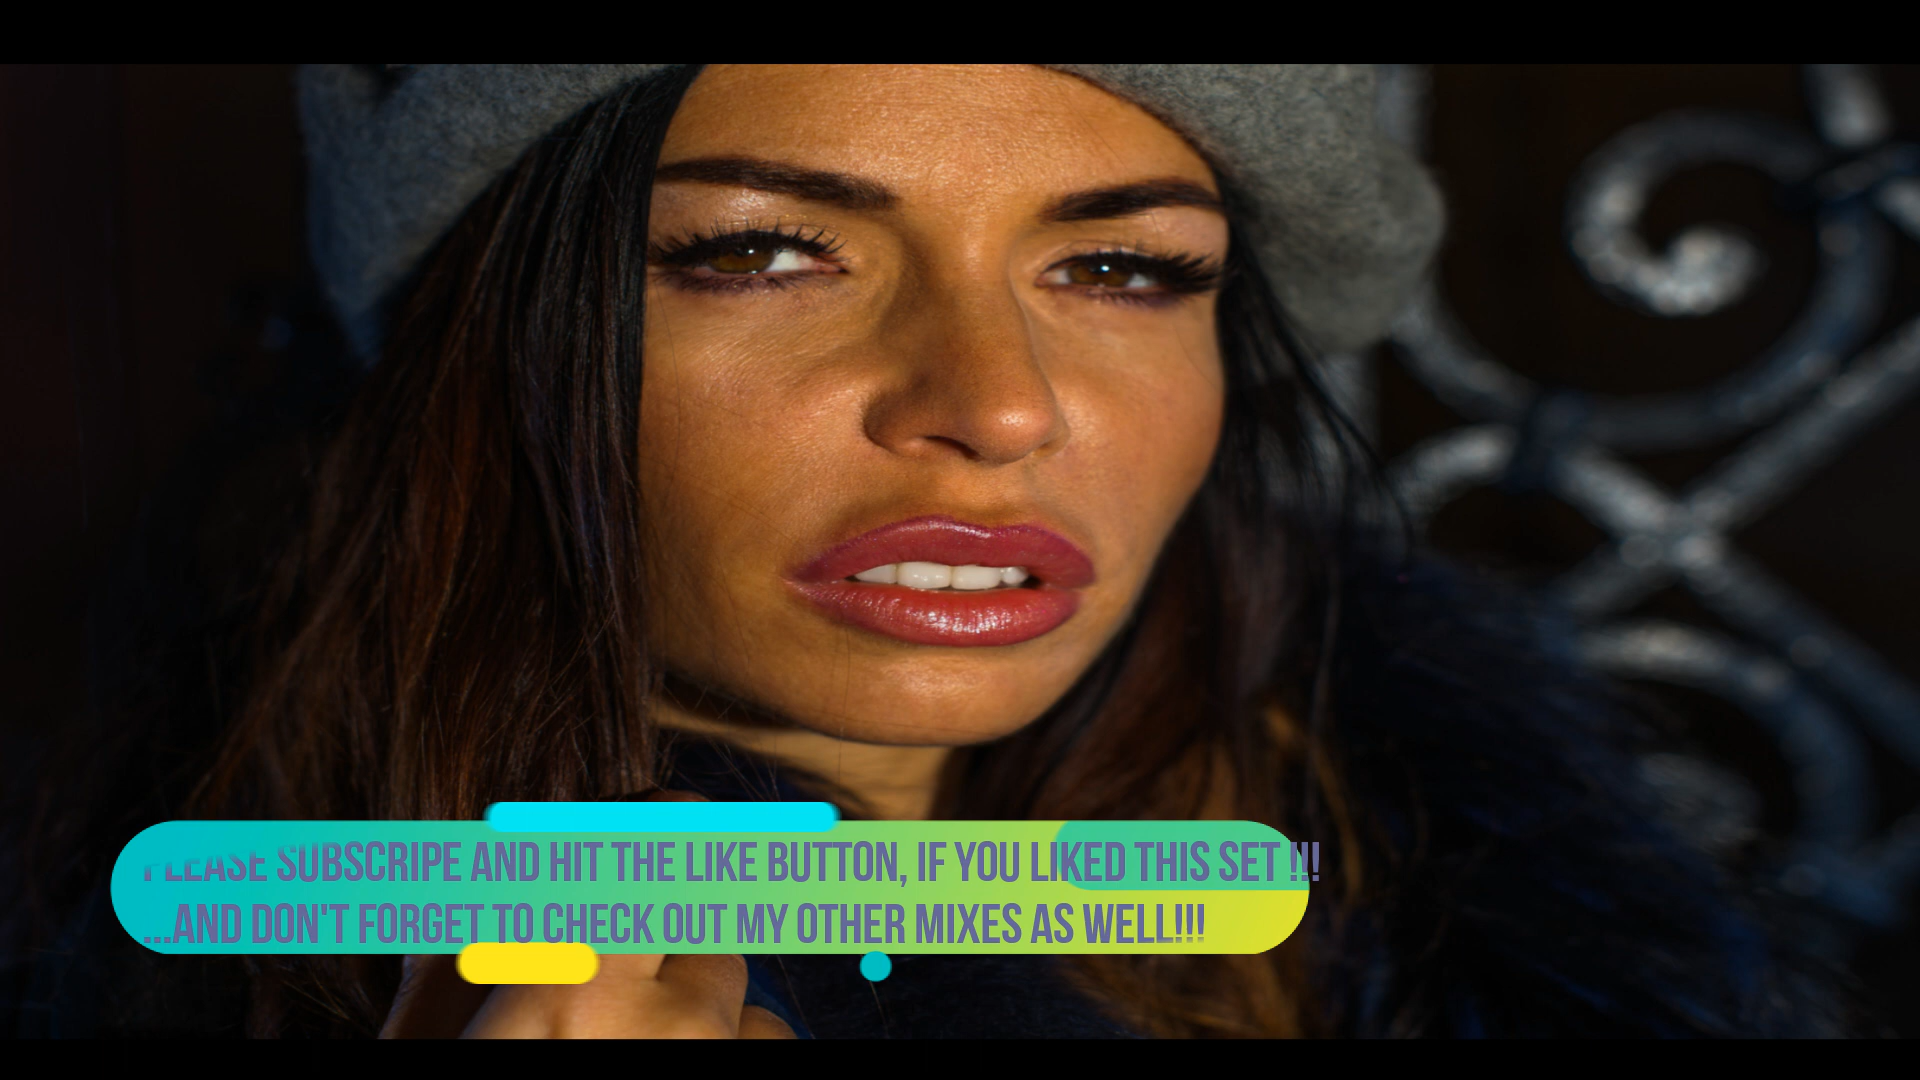 PLEASE SUBSCRIPE AND HIT THE LIKE BUTTON, IF YOU LIKED THIS SET !!!
...AND DON'T FORGET TO CHECK OUT MY OTHER MIXES AS WELL!!!